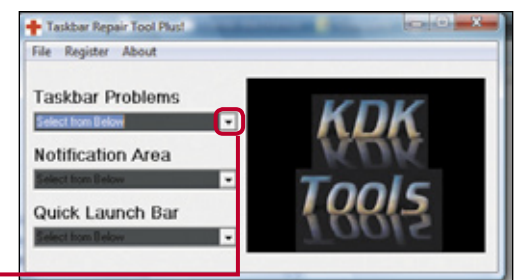 Taskbar Repair Tool Plus!
File Register About
Taskbar Problems
Select from Below
Notification Area
Select from Below
Quick Launch Bar
Select from Below
KDK
Tools